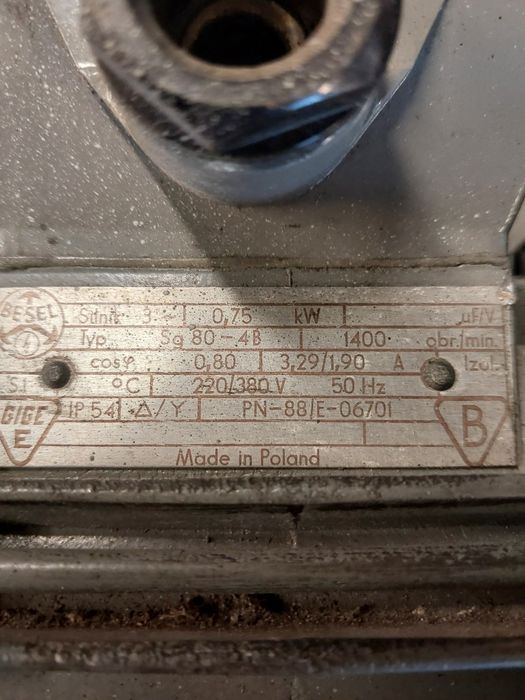 BESEL Silnik 3~ 0,75 kW µF/V
Typ. Sg 80-4B 1400 obr./min.
cosφ 0,80 3,29/1,90 A Izol.
S.I °C 220/380 V 50 Hz
GIGE E IP 54 △/Y PN-88/E-06701 B
Made in Poland